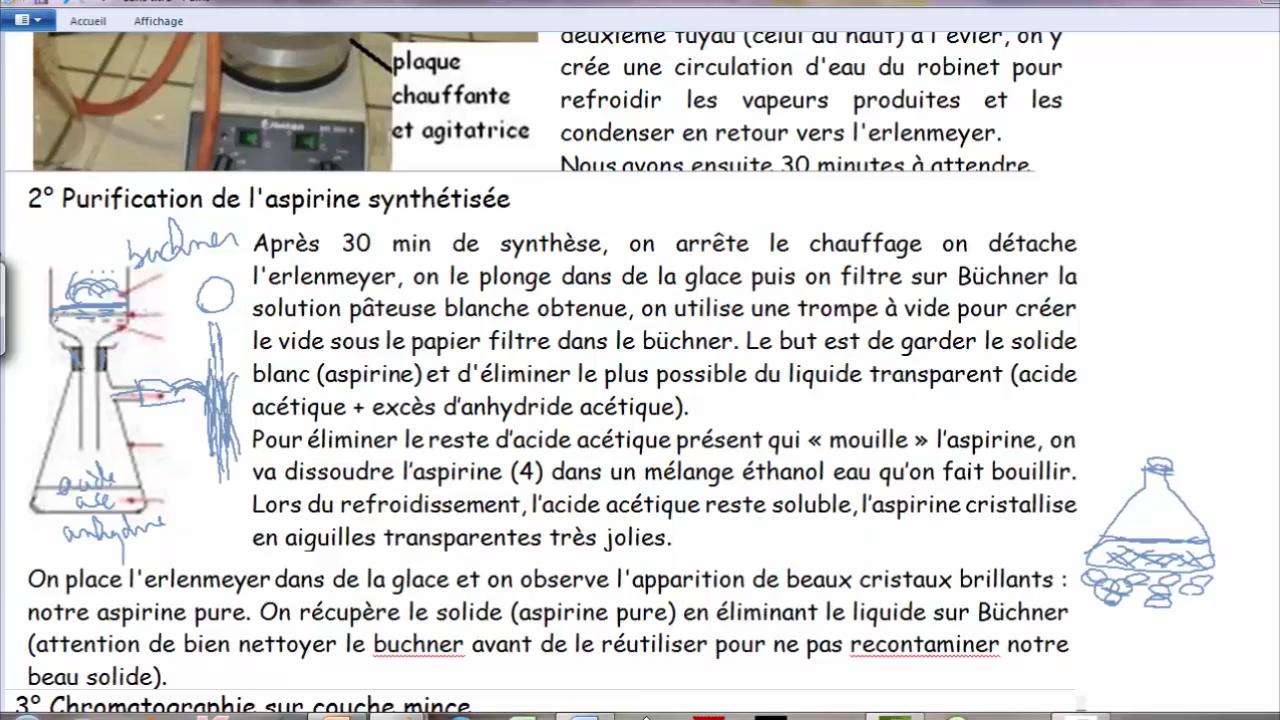 Accueil Affichage
plaque
chauffante
et agitatrice
deuxième tuyau (celui du haut) à l'évier, on y
crée une circulation d'eau du robinet pour
refroidir les vapeurs produites et les
condenser en retour vers l'erlenmeyer.
Nous avons ensuite 30 minutes à attendre
2° Purification de l'aspirine synthétisée
buchner
Après 30 min de synthèse, on arrête le chauffage on détache
l'erlenmeyer, on le plonge dans de la glace puis on filtre sur Büchner la
solution pâteuse blanche obtenue, on utilise une trompe à vide pour créer
le vide sous le papier filtre dans le büchner. Le but est de garder le solide
blanc (aspirine) et d'éliminer le plus possible du liquide transparent (acide
acétique + excès d'anhydride acétique).
Pour éliminer le reste d'acide acétique présent qui « mouille » l'aspirine, on
va dissoudre l'aspirine (4) dans un mélange éthanol eau qu'on fait bouillir.
Lors du refroidissement, l'acide acétique reste soluble, l'aspirine cristallise
en aiguilles transparentes très jolies.
acide
ace
On place l'erlenmeyer dans de la glace et on observe l'apparition de beaux cristaux brillants :
notre aspirine pure. On récupère le solide (aspirine pure) en éliminant le liquide sur Büchner
(attention de bien nettoyer le buchner avant de le réutiliser pour ne pas recontaminer notre
beau solide).
3° Chromatographie sur couche mince